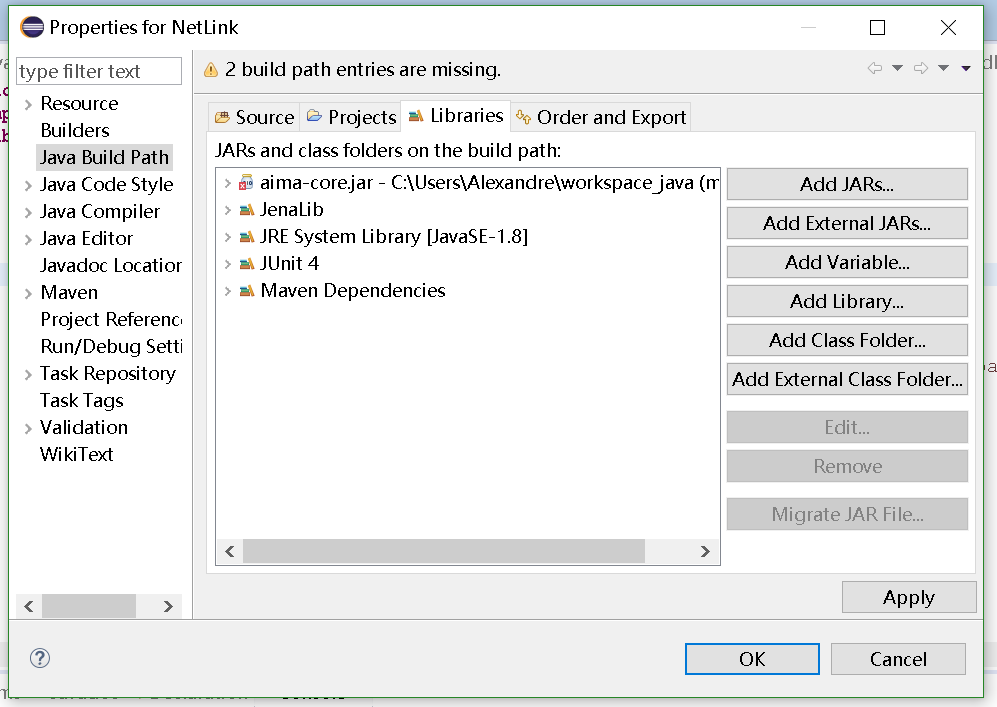 Properties for NetLink
type filter text
Resource
Builders
Java Build Path
Java Code Style
Java Compiler
Java Editor
Javadoc Location
Maven
Project Referenc
Run/Debug Setti
Task Repository
Task Tags
Validation
WikiText
2 build path entries are missing.
Source Projects Libraries Order and Export
JARs and class folders on the build path:
aima-core.jar - C:\Users\Alexandre\workspace_java (m
JenaLib
JRE System Library [JavaSE-1.8]
JUnit 4
Maven Dependencies
Add JARs...
Add External JARs...
Add Variable...
Add Library...
Add Class Folder...
Add External Class Folder...
Edit...
Remove
Migrate JAR File...
Apply
OK Cancel